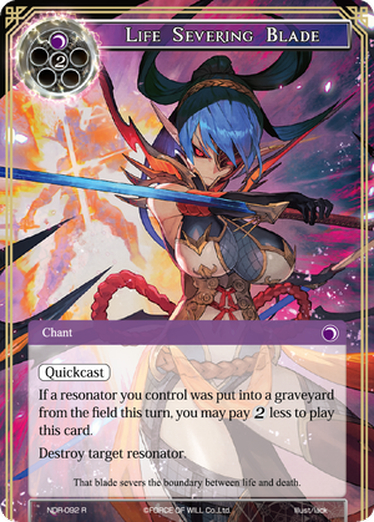 Life Severing Blade
2
Chant
Quickcast
If a resonator you control was put into a graveyard
from the field this turn, you may pay 2 less to play
this card.
Destroy target resonator.
That blade severs the boundary between life and death.
NDR-092 R ©FORCE OF WILL Co.,Ltd. Illust/jick